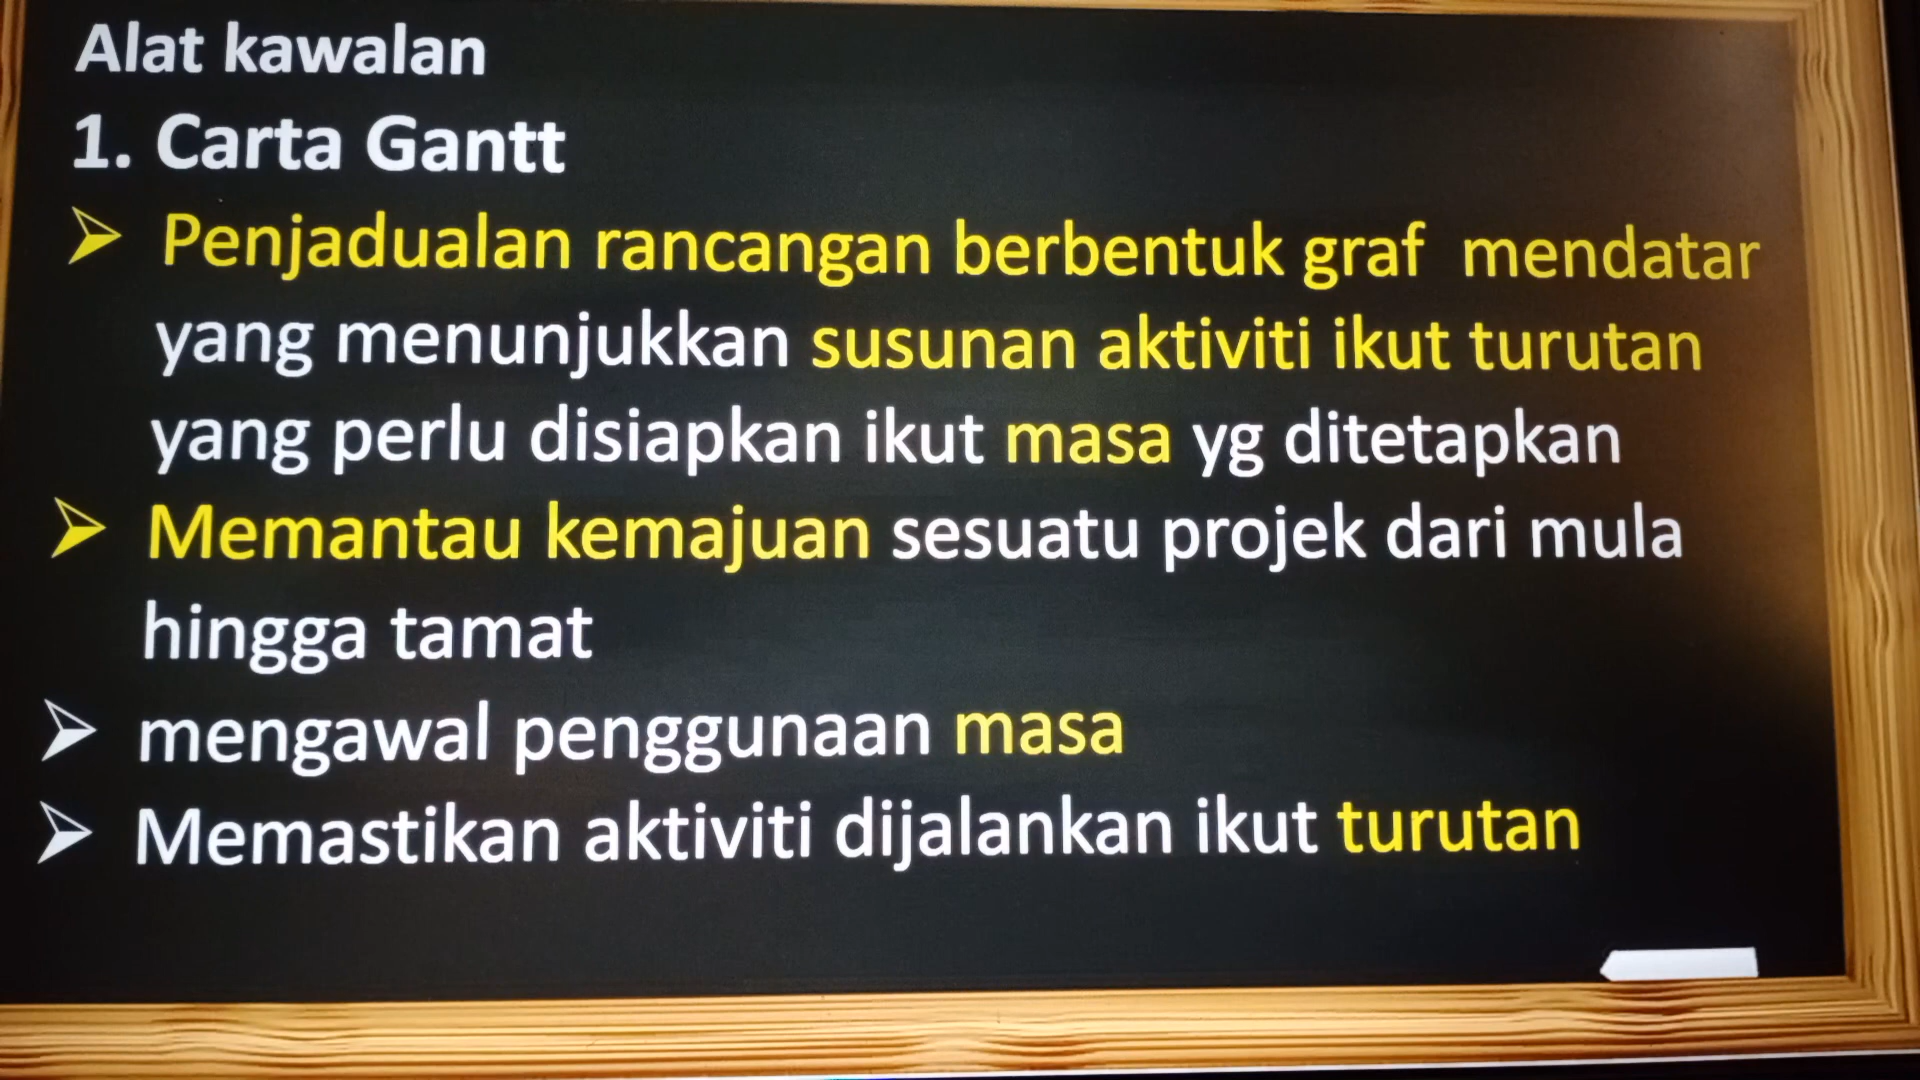 Alat kawalan
1. Carta Gantt
➢ Penjadualan rancangan berbentuk graf mendatar
yang menunjukkan susunan aktiviti ikut turutan
yang perlu disiapkan ikut masa yg ditetapkan
➢ Memantau kemajuan sesuatu projek dari mula
hingga tamat
➢ mengawal penggunaan masa
➢ Memastikan aktiviti dijalankan ikut turutan